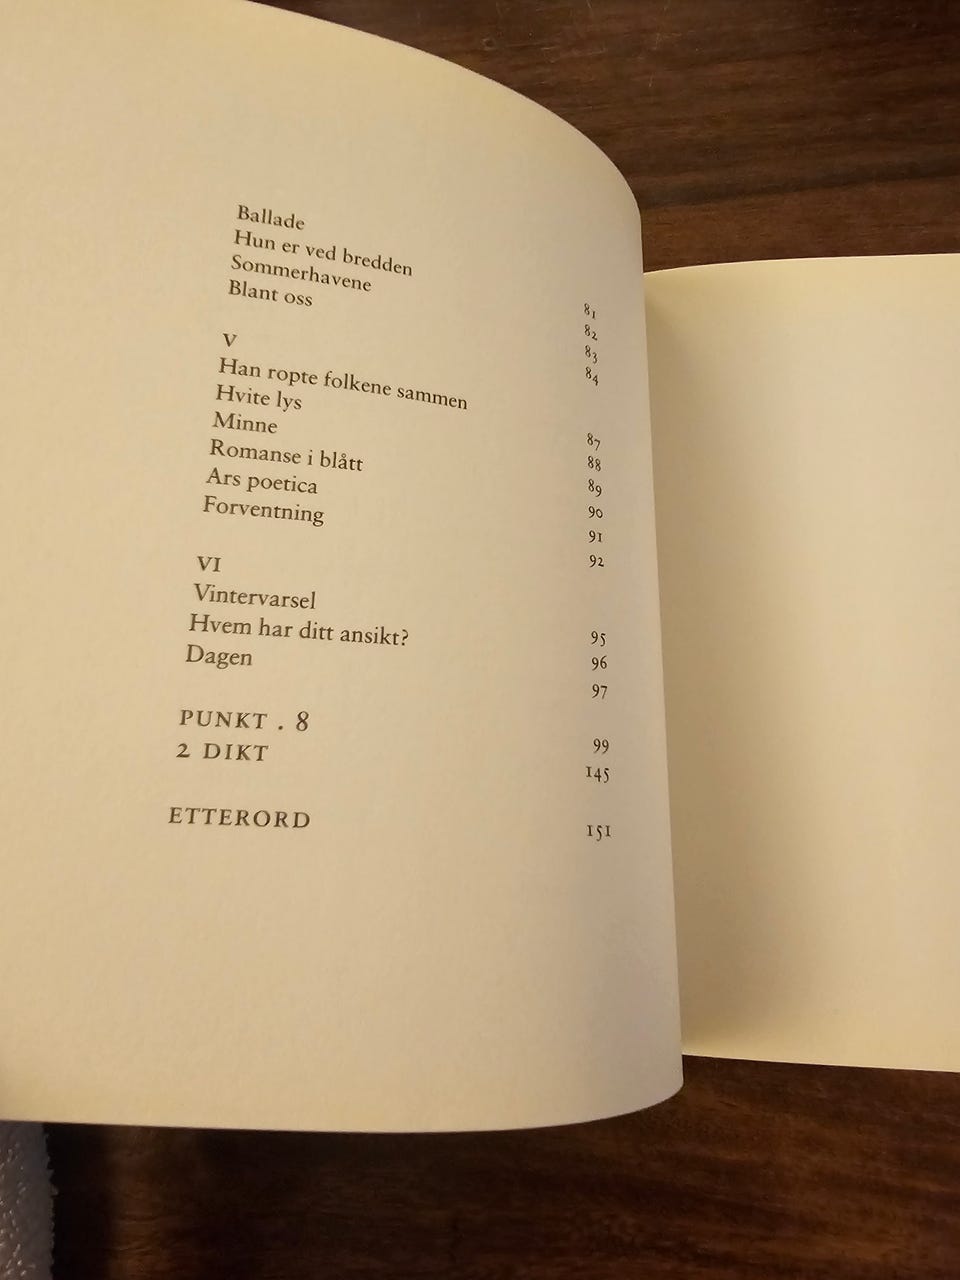 Ballade 81
Hun er ved bredden 82
Sommerhavene 83
Blant oss 84
V
Han ropte folkene sammen 87
Hvite lys 88
Minne 89
Romanse i blått 90
Ars poetica 91
Forventning 92
VI
Vintervarsel 95
Hvem har ditt ansikt? 96
Dagen 97
PUNKT . 8 99
2 DIKT 145
ETTERORD 151